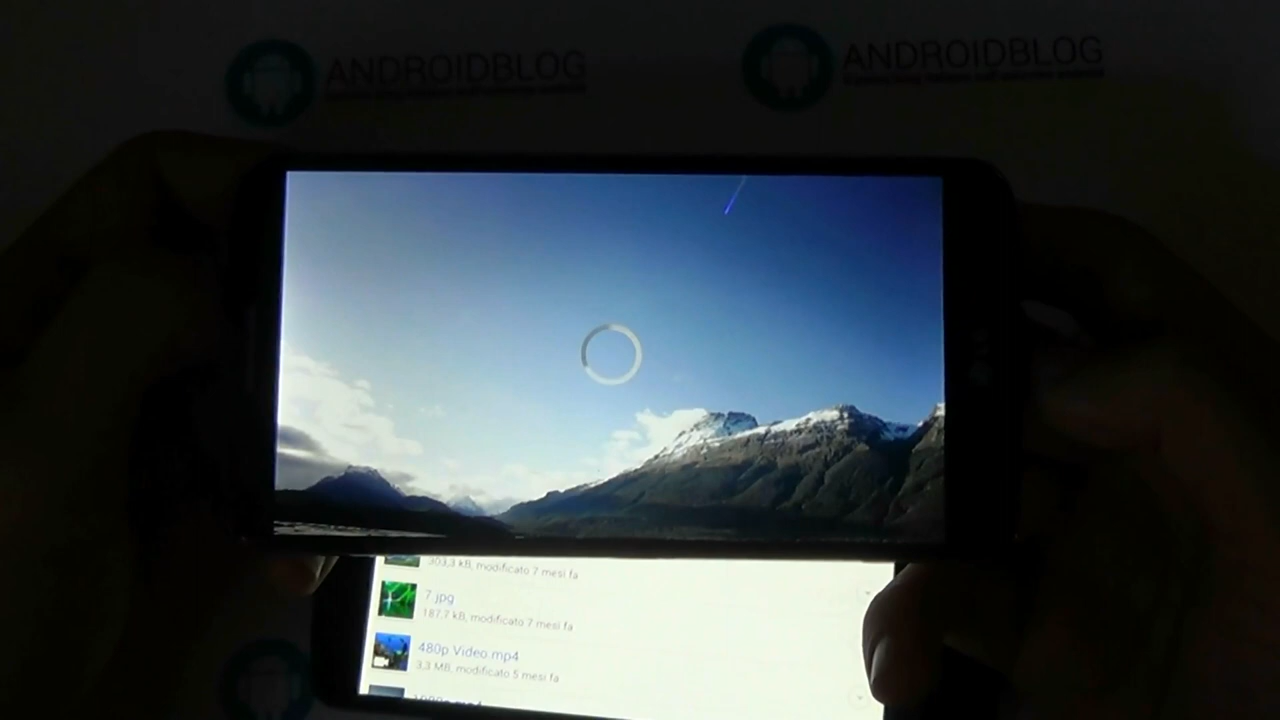 ANDROIDBLOG
ANDROIDBLOG
303,3 kB, modificato 7 mesi fa
7.jpg
187,7 kB, modificato 7 mesi fa
480p Video.mp4
3,3 MB, modificato 5 mesi fa